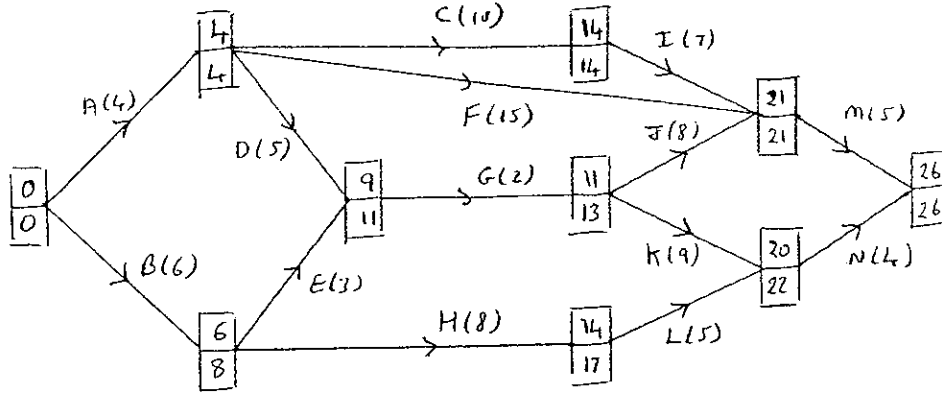 C(10)
4
4
14
14
I(7)
A(4)
F(15)
21
21
M(5)
D(5)
J(8)
0
0
9
11
G(2)
11
13
26
26
B(6)
E(3)
K(9)
20
22
N(4)
6
8
H(8)
14
17
L(5)